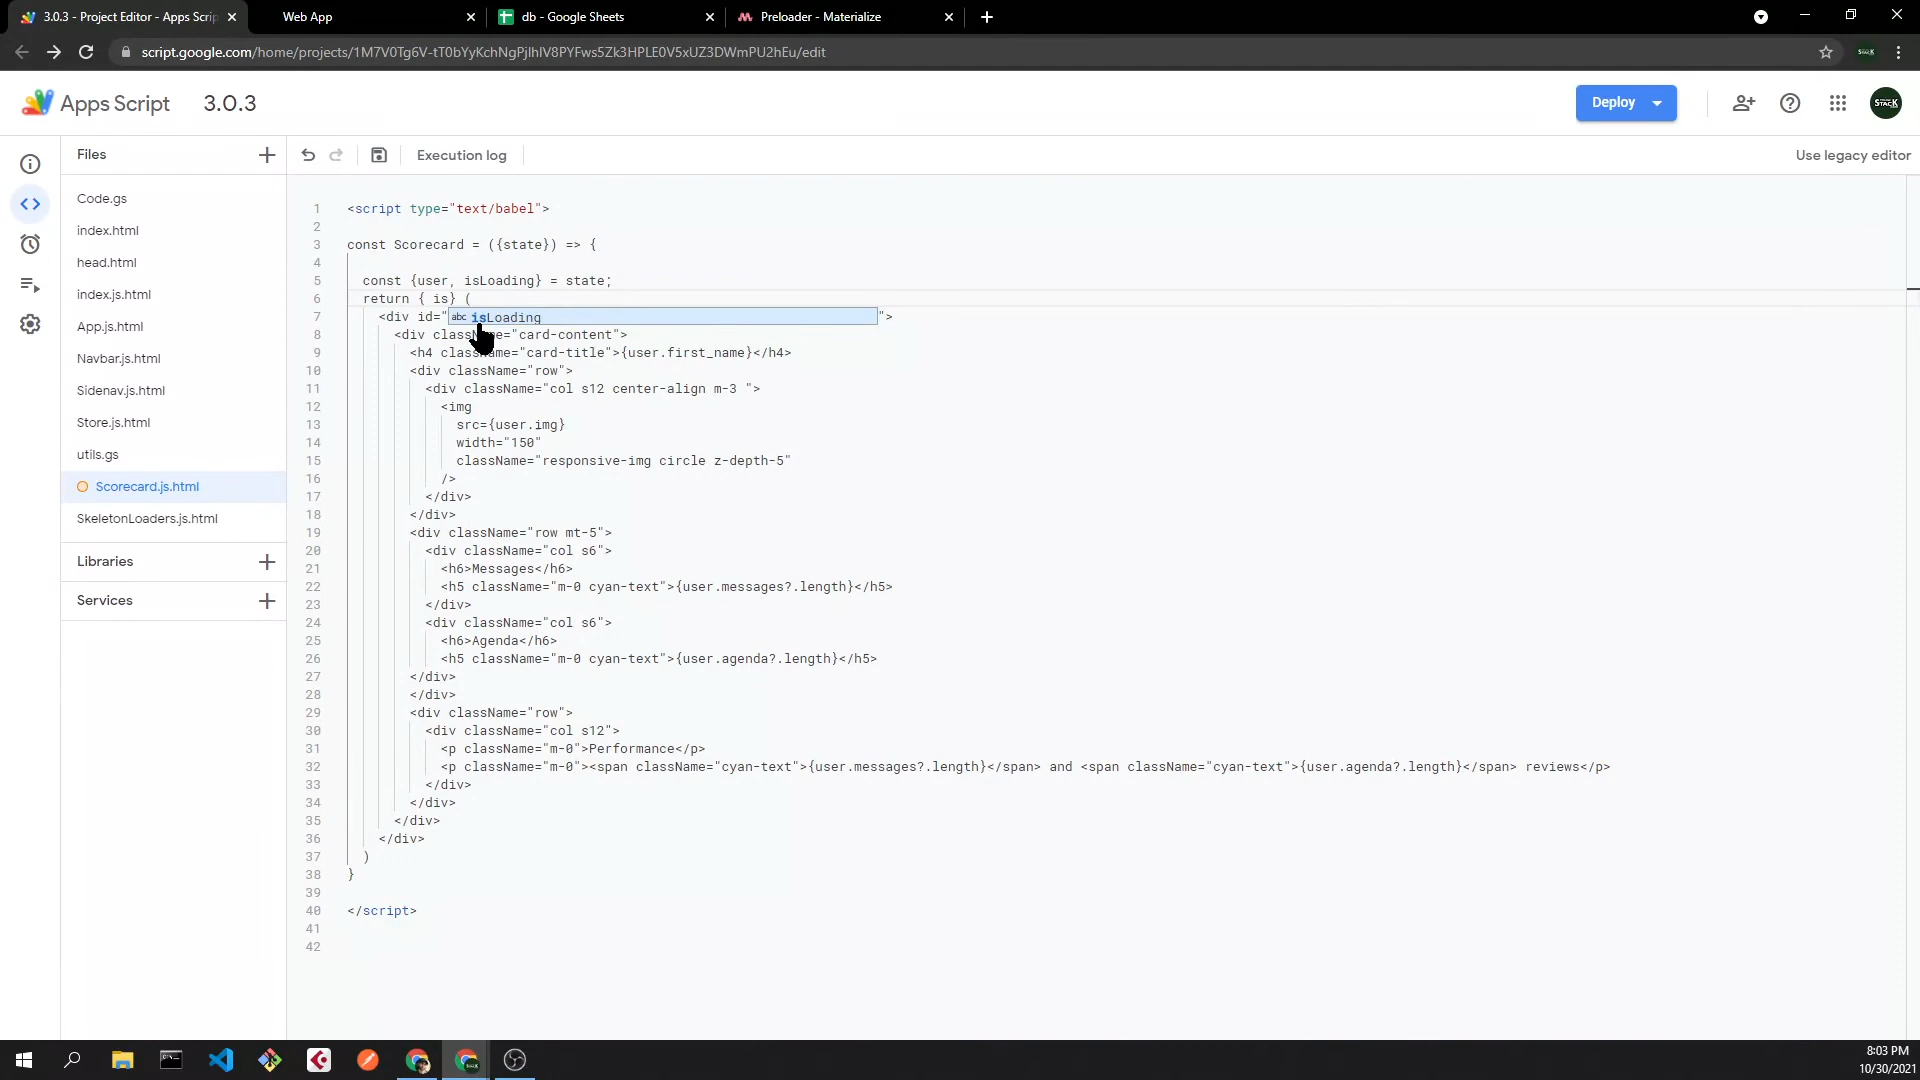 3.0.3 - Project Editor - Apps Scrip
Web App
db - Google Sheets
Preloader - Materialize
script.google.com/home/projects/1M7V0Tg6V-tT0bYyKchNgPjlhlV8PYFws5Zk3HPLE0V5xUZ3DWmPU2hEu/edit
Apps Script
3.0.3
Deploy
STACK
Files
Execution log
Use legacy editor
Code.gs
index.html
head.html
index.js.html
App.js.html
Navbar.js.html
Sidenav.js.html
Store.js.html
utils.gs
Scorecard.js.html
SkeletonLoaders.js.html
Libraries
Services
1 <script type="text/babel">
2
3 const Scorecard = ({state}) => {
4
5 const {user, isLoading} = state;
6 return { is} (
7 <div id=" ">
abc isLoading
8 <div className="card-content">
9 <h4 className="card-title">{user.first_name}</h4>
10 <div className="row">
11 <div className="col s12 center-align m-3 ">
12 <img
13 src={user.img}
14 width="150"
15 className="responsive-img circle z-depth-5"
16 />
17 </div>
18 </div>
19 <div className="row mt-5">
20 <div className="col s6">
21 <h6>Messages</h6>
22 <h5 className="m-0 cyan-text">{user.messages?.length}</h5>
23 </div>
24 <div className="col s6">
25 <h6>Agenda</h6>
26 <h5 className="m-0 cyan-text">{user.agenda?.length}</h5>
27 </div>
28 </div>
29 <div className="row">
30 <div className="col s12">
31 <p className="m-0">Performance</p>
32 <p className="m-0"><span className="cyan-text">{user.messages?.length}</span> and <span className="cyan-text">{user.agenda?.length}</span> reviews</p>
33 </div>
34 </div>
35 </div>
36 </div>
37 )
38 }
39
40 </script>
41
42
8:03 PM
10/30/2021